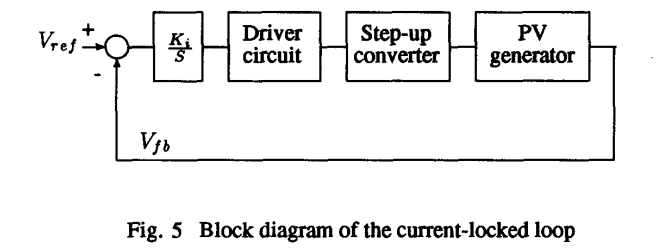 V_ref + -
K_i/S
Driver circuit
Step-up converter
PV generator
V_fb
Fig. 5 Block diagram of the current-locked loop